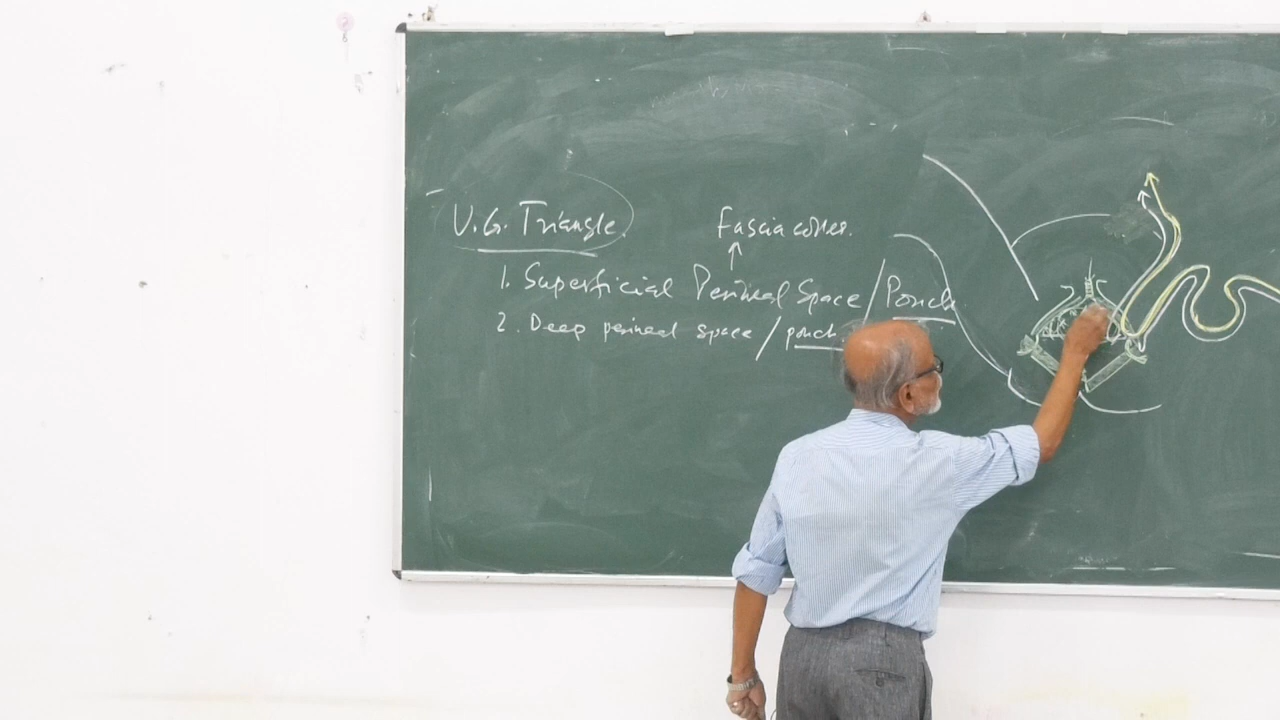 U.G. Triangle.
Fascia colles.
1. Superficial Perineal Space / Pouch
2. Deep perineal space / pouch